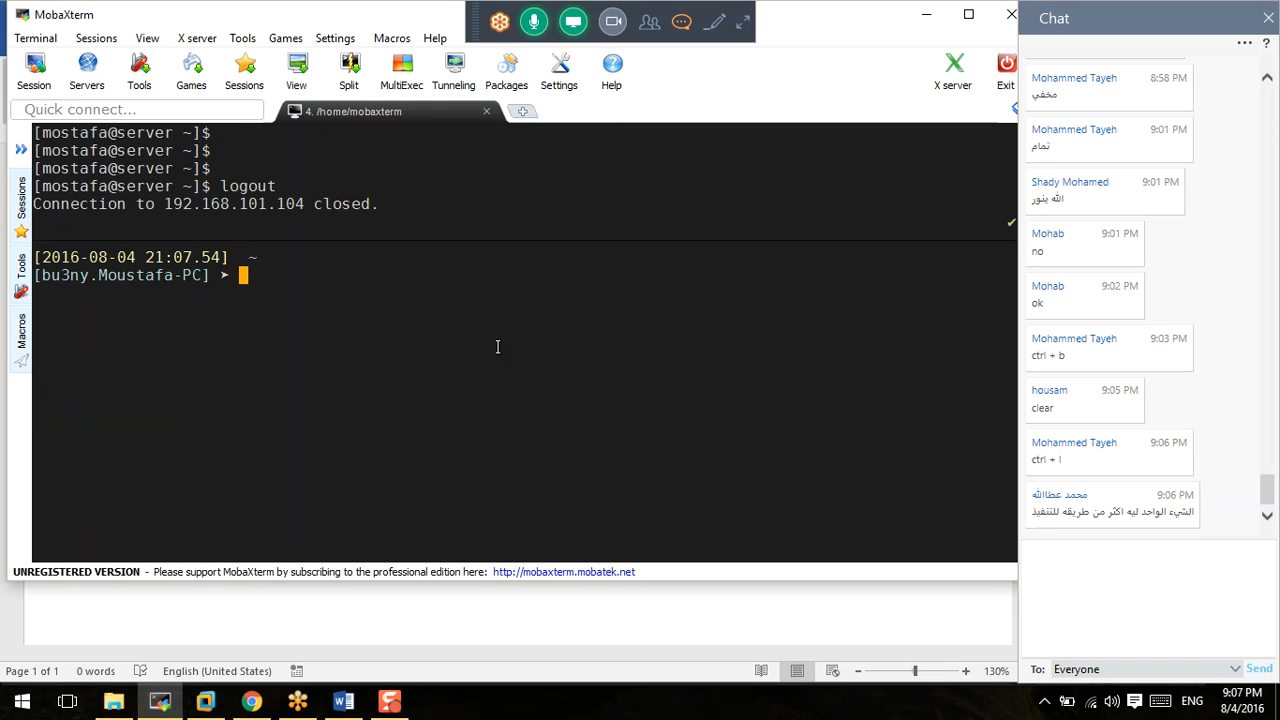 MobaXterm
Terminal Sessions View X server Tools Games Settings Macros Help
Session Servers Tools Games Sessions View Split MultiExec Tunneling Packages Settings Help X server Exit
Quick connect...
4. /home/mobaxterm
[mostafa@server ~]$
[mostafa@server ~]$
[mostafa@server ~]$
[mostafa@server ~]$ logout
Connection to 192.168.101.104 closed.
[2016-08-04 21:07.54] ~
[bu3ny.Moustafa-PC] ➤
Sessions
Tools
Macros
UNREGISTERED VERSION - Please support MobaXterm by subscribing to the professional edition here: http://mobaxterm.mobatek.net
Page 1 of 1 0 words English (United States) 130%
Chat
Mohammed Tayeh 8:58 PM
مخفي
Mohammed Tayeh 9:01 PM
تمام
Shady Mohamed 9:01 PM
الله ينور
Mohab 9:01 PM
no
Mohab 9:02 PM
ok
Mohammed Tayeh 9:03 PM
ctrl + b
housam 9:05 PM
clear
Mohammed Tayeh 9:06 PM
ctrl + l
محمد عطاالله 9:06 PM
الشيء الواحد ليه اكثر من طريقه للتنفيذ
To: Everyone Send
ENG 9:07 PM
8/4/2016